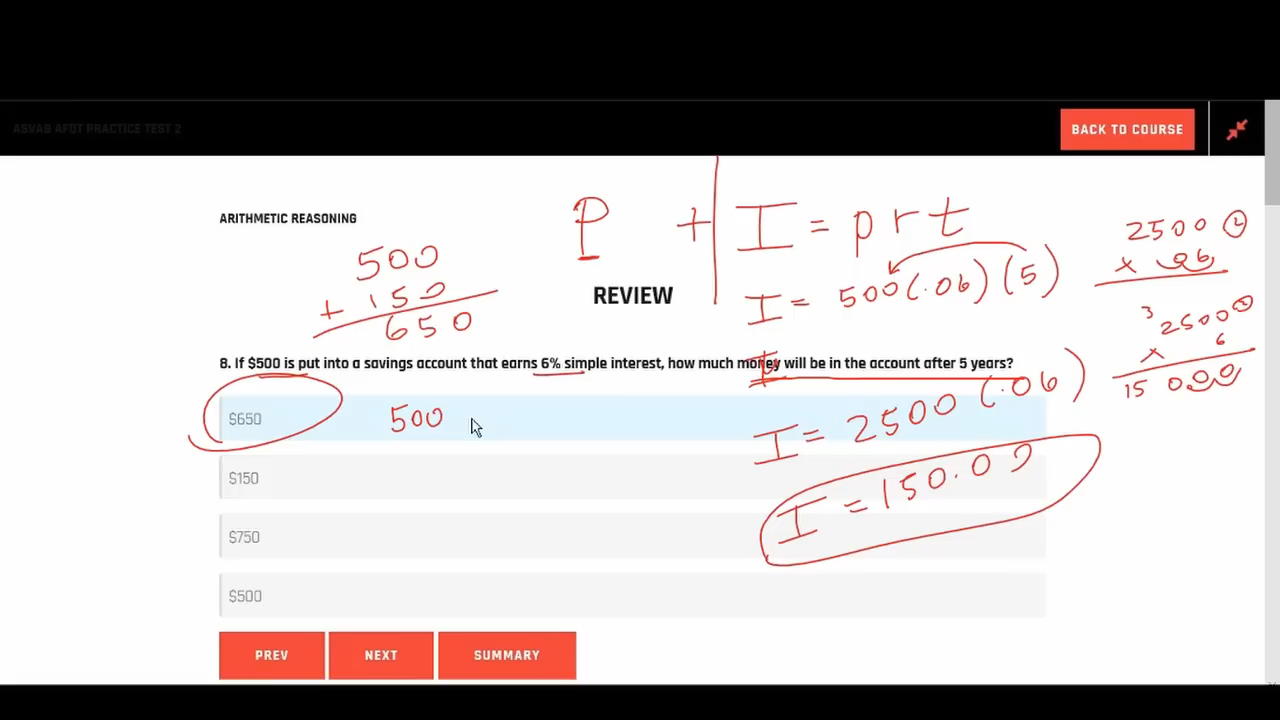 ASVAB AFQT PRACTICE TEST 2
BACK TO COURSE
ARITHMETIC REASONING
P + I = p r t
500
+ 150
650
I = 500 (.06) (5)
2500 ②
x .06
REVIEW
3
2500 ②
x 6
15 000
8. If $500 is put into a savings account that earns 6% simple interest, how much money will be in the account after 5 years?
$650
500
I = 2500 (.06)
$150
I = 150.00
$750
$500
PREV
NEXT
SUMMARY